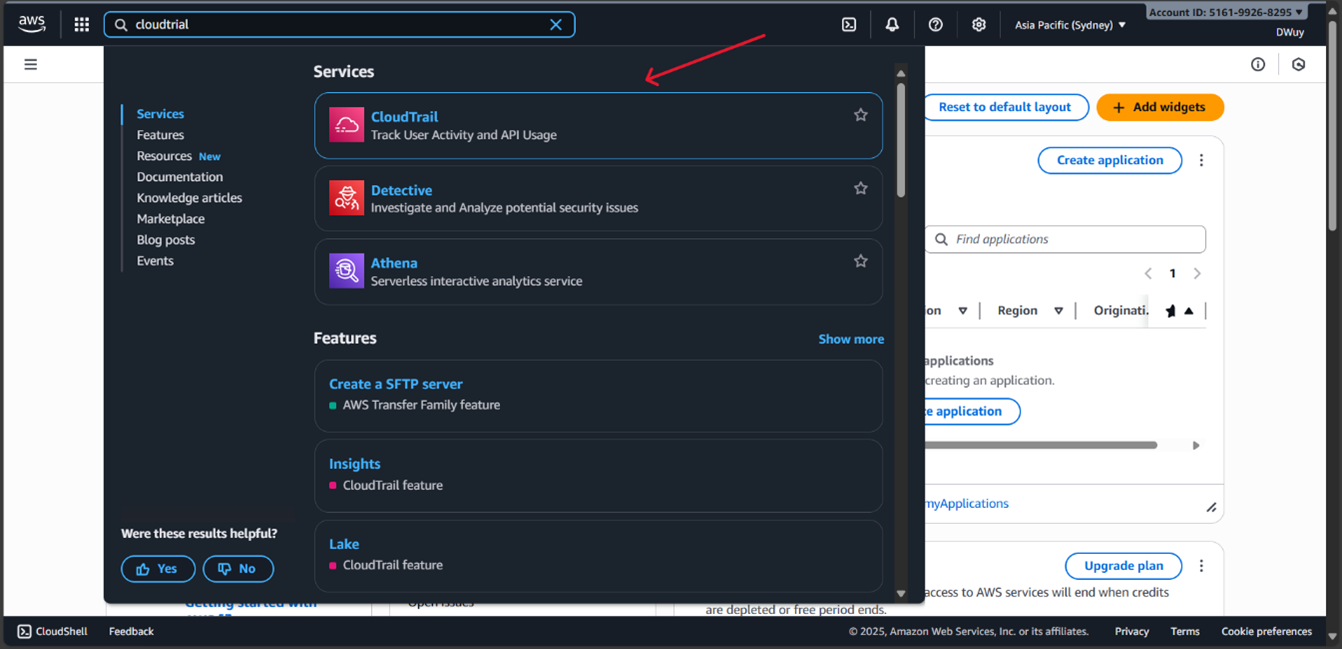 aws
cloudtrial
Asia Pacific (Sydney)
Account ID: 5161-9926-8295
DWuy
Services
Features
Resources New
Documentation
Knowledge articles
Marketplace
Blog posts
Events
Were these results helpful?
Yes
No
Services
CloudTrail
Track User Activity and API Usage
Detective
Investigate and Analyze potential security issues
Athena
Serverless interactive analytics service
Features
Show more
Create a SFTP server
AWS Transfer Family feature
Insights
CloudTrail feature
Lake
CloudTrail feature
Reset to default layout
Add widgets
Create application
Find applications
1
ion
Region
Originati.
applications
creating an application.
te application
myApplications
Upgrade plan
access to AWS services will end when credits
are depleted or free period ends.
Getting started with
Open issues
CloudShell
Feedback
© 2025, Amazon Web Services, Inc. or its affiliates.
Privacy
Terms
Cookie preferences